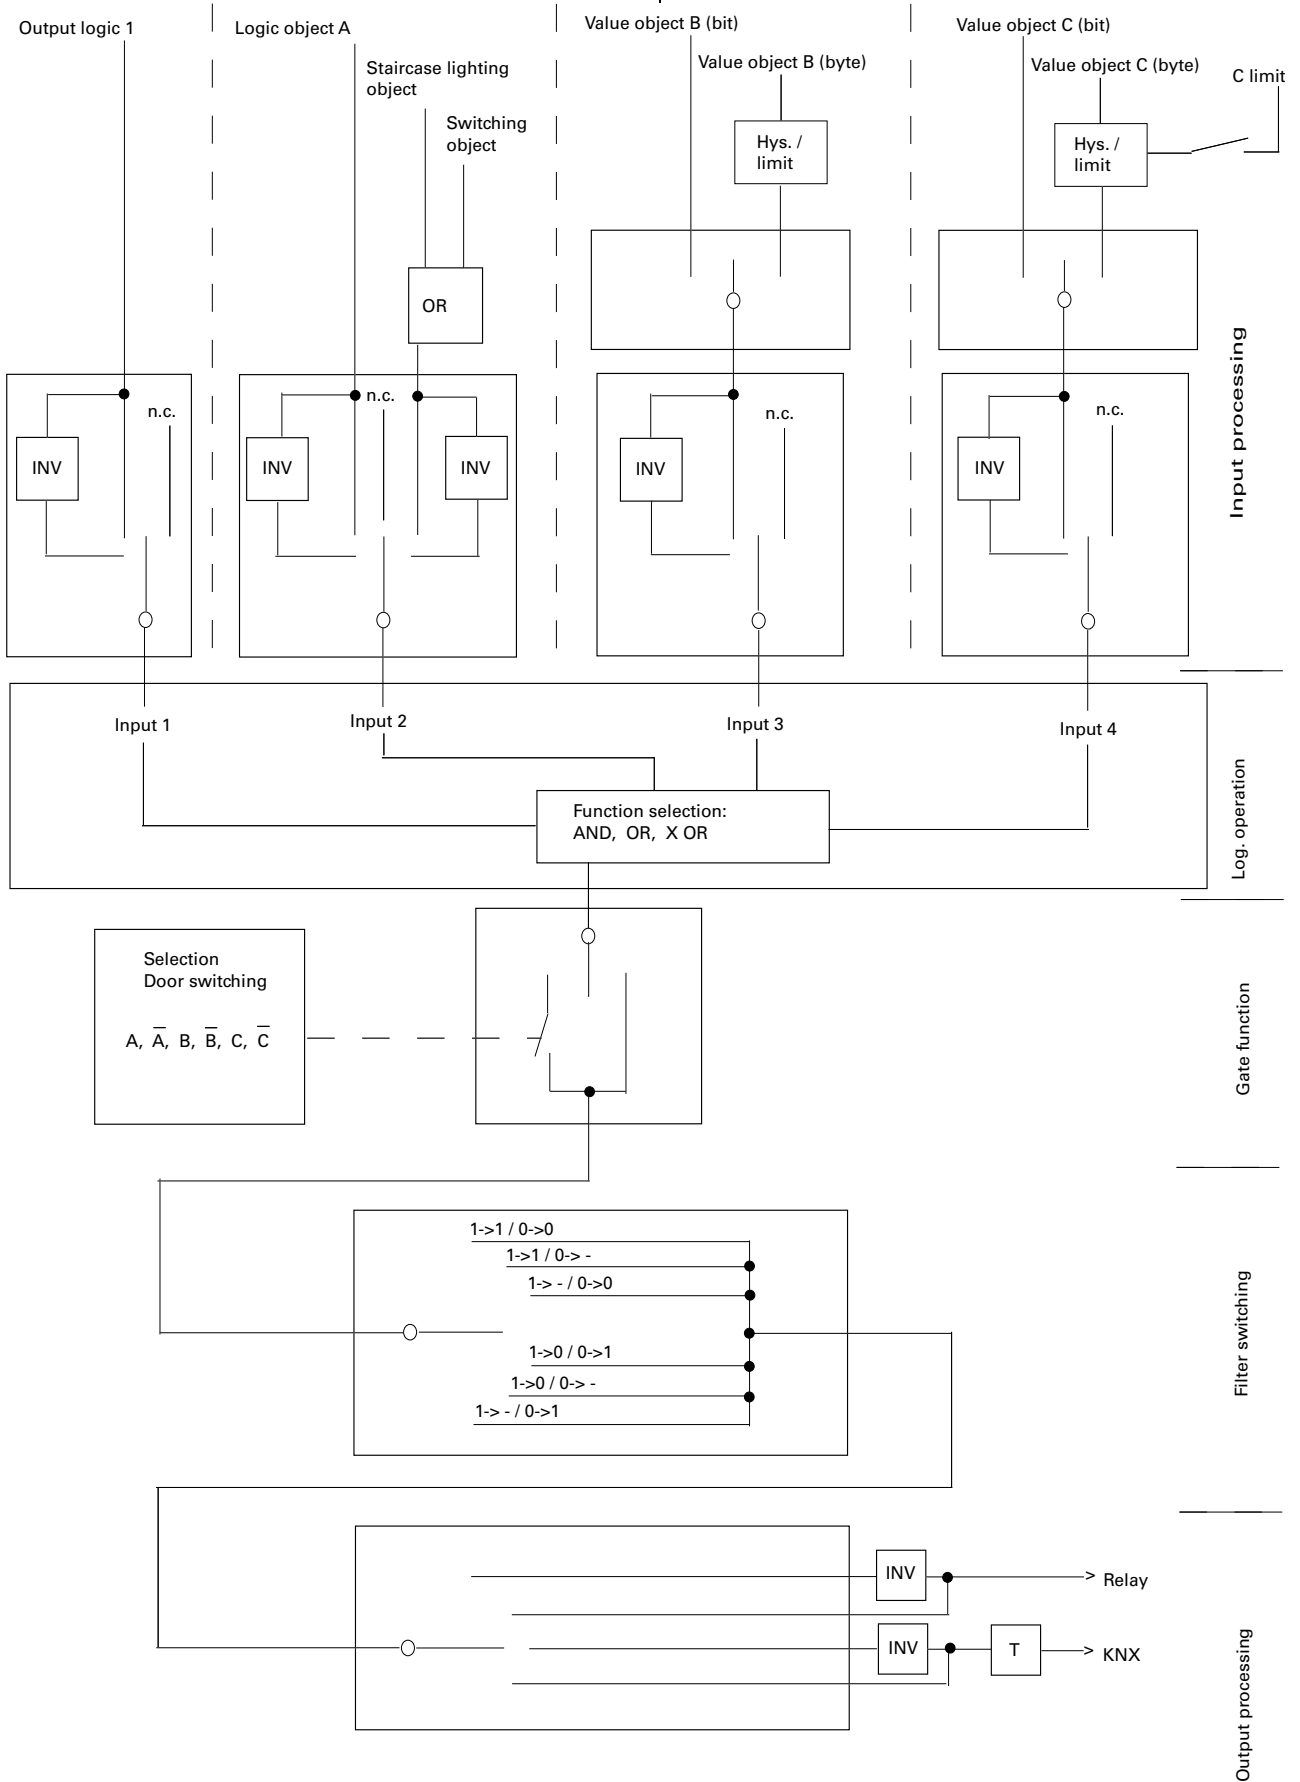 Output logic 1
Logic object A
Value object B (bit)
Value object C (bit)
Staircase lighting
object
Value object B (byte)
Value object C (byte)
C limit
Switching
object
Hys. /
limit
Hys. /
limit
OR
n.c.
n.c.
n.c.
n.c.
INV
INV
INV
INV
INV
Input processing
Input 1
Input 2
Input 3
Input 4
Function selection:
AND, OR, X OR
Log. operation
Selection
Door switching
A, A̅, B, B̅, C, C̅
Gate function
1->1 / 0->0
1->1 / 0-> -
1-> - / 0->0
1->0 / 0->1
1->0 / 0-> -
1-> - / 0->1
Filter switching
INV
> Relay
INV
T
> KNX
Output processing